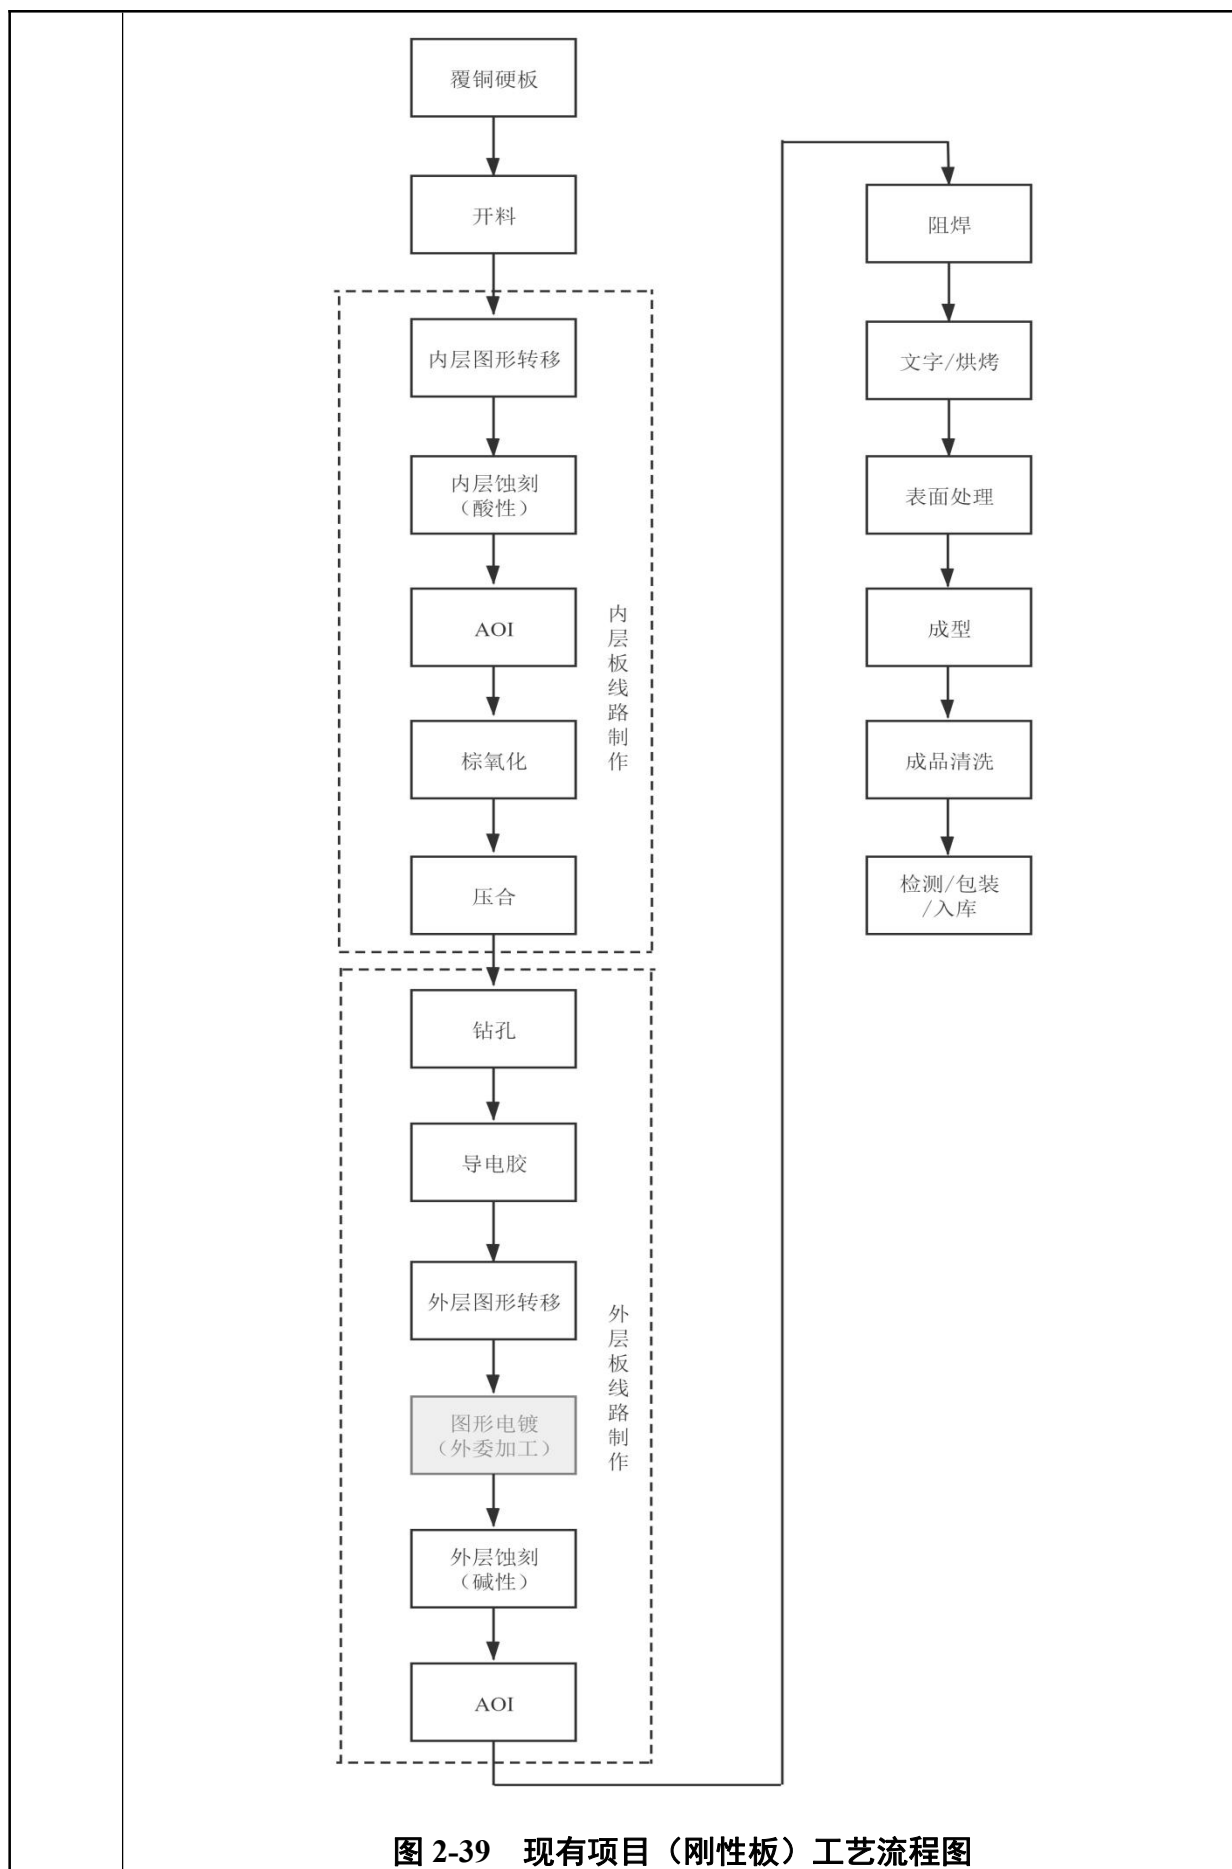 覆铜硬板
开料
内层图形转移
内层蚀刻
（酸性）
AOI
棕氧化
压合
内层板线路制作
钻孔
导电胶
外层图形转移
图形电镀
（外委加工）
外层蚀刻
（碱性）
AOI
外层板线路制作
阻焊
文字/烘烤
表面处理
成型
成品清洗
检测/包装
/入库
图 2-39 现有项目（刚性板）工艺流程图